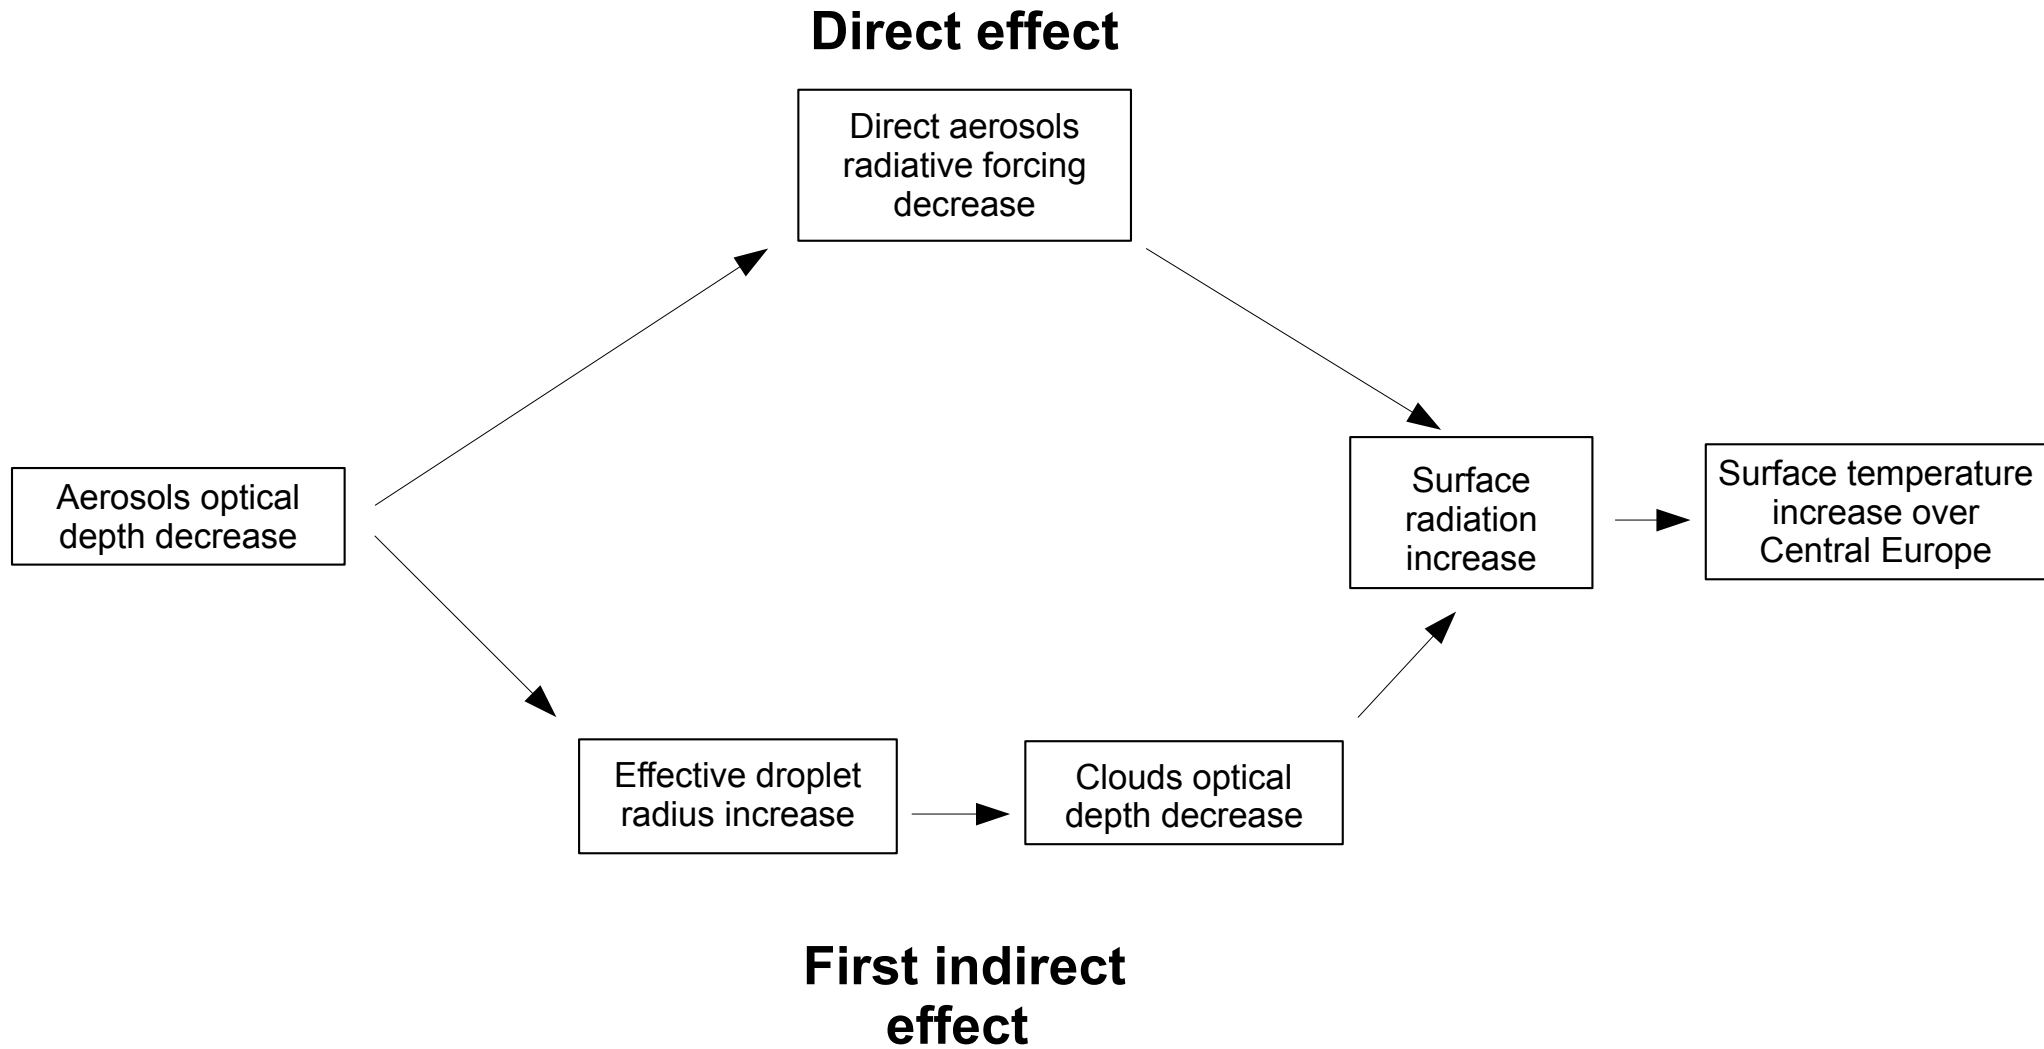 Direct effect
Direct aerosols
radiative forcing
decrease
Aerosols optical
depth decrease
Surface
radiation
increase
Surface temperature
increase over
Central Europe
Effective droplet
radius increase
Clouds optical
depth decrease
First indirect
effect